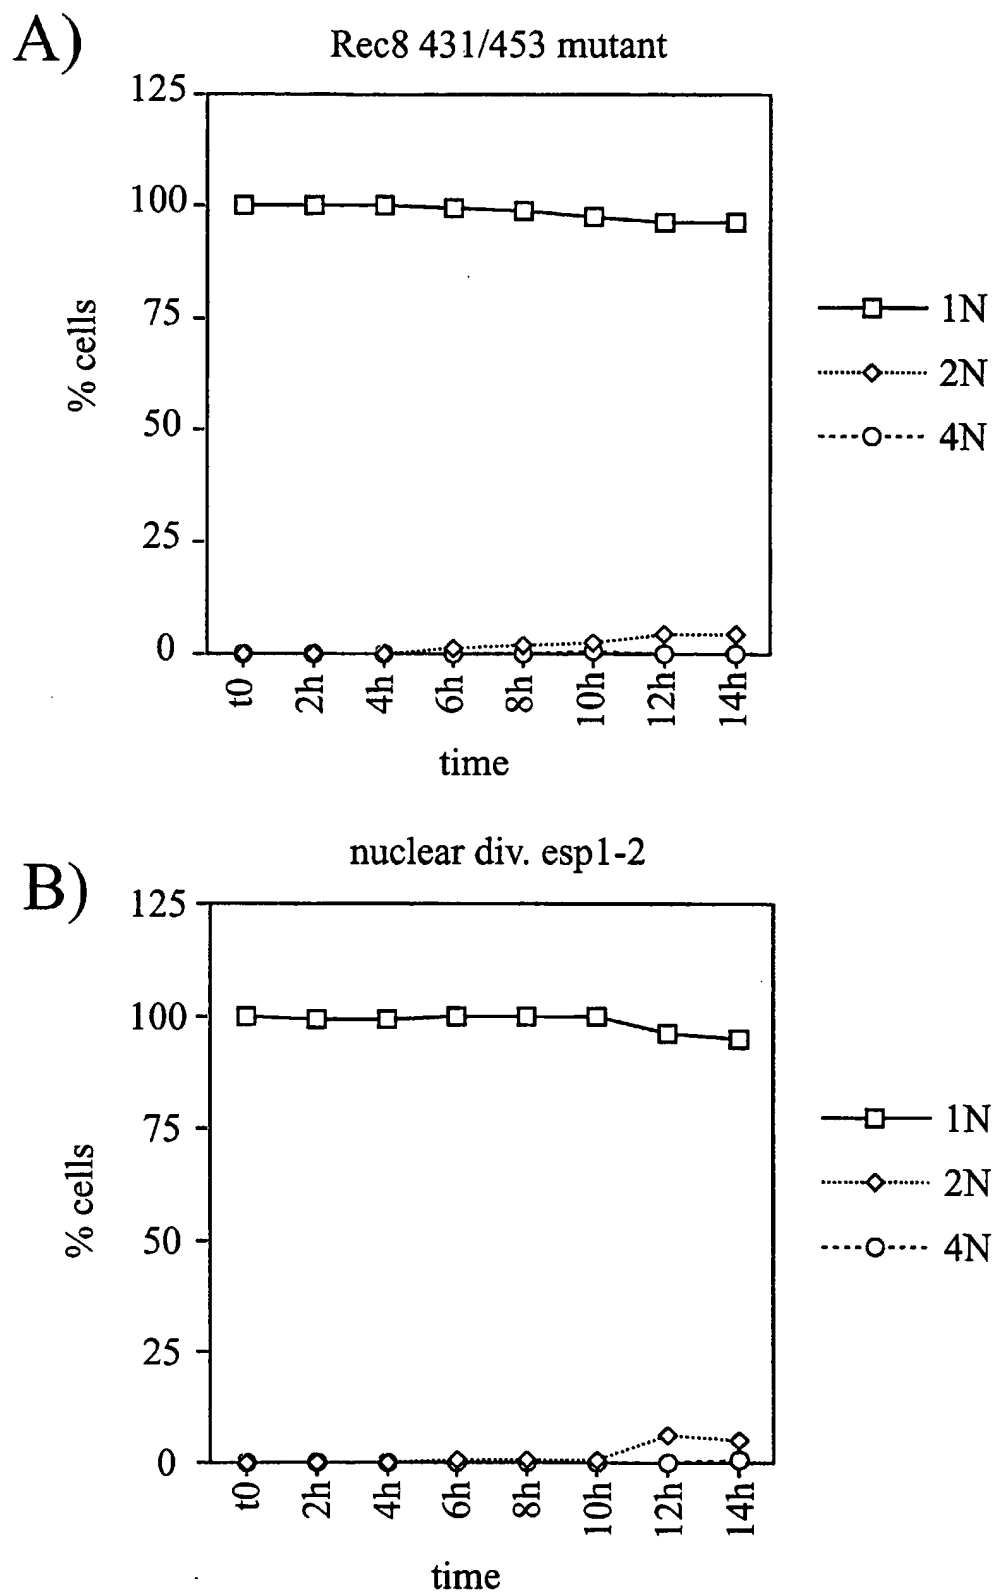 A)
Rec8 431/453 mutant
125
100
75
50
25
0
% cells
t0 2h 4h 6h 8h 10h 12h 14h
time
1N
2N
4N
B)
nuclear div. esp1-2
125
100
75
50
25
0
% cells
t0 2h 4h 6h 8h 10h 12h 14h
time
1N
2N
4N